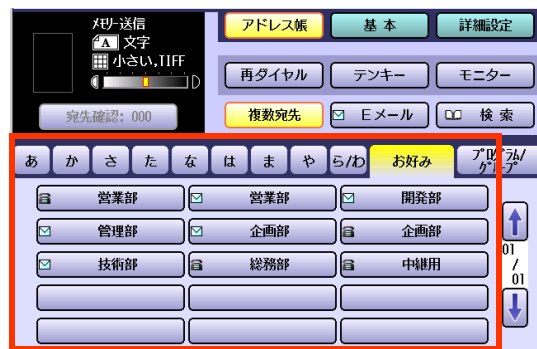 メモリー送信
アドレス帳
基 本
詳細設定
A 文字
小さい,TIFF
再ダイヤル
テンキー
モニター
宛先確認: 000
複数宛先
Eメール
検 索
あ
か
さ
た
な
は
ま
や
ら/わ
お好み
プログラム/
グループ
営業部
営業部
開発部
管理部
企画部
企画部
技術部
総務部
中継用
01
/
01